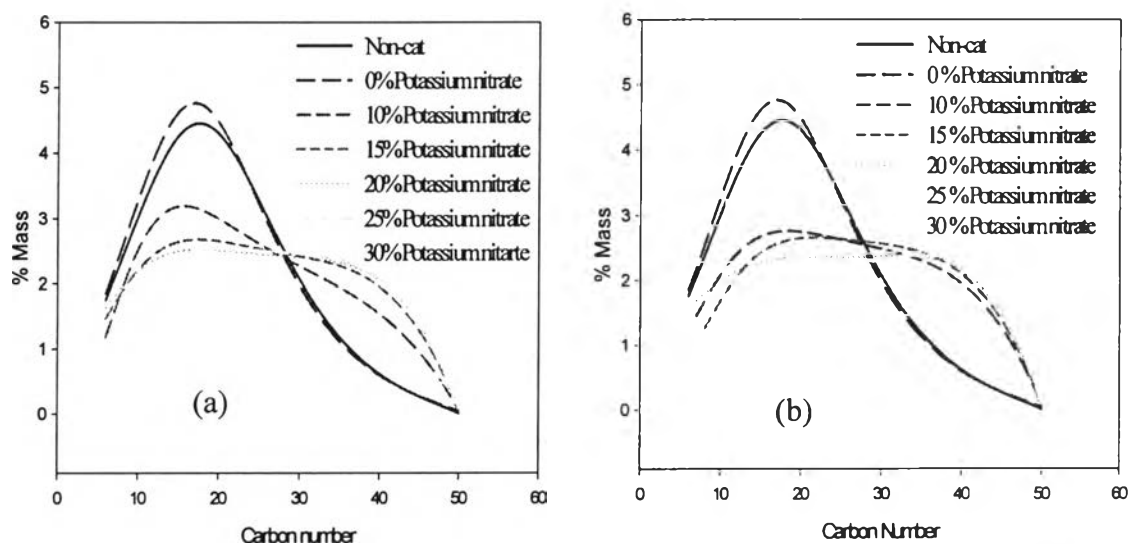 6
5
4
3
2
1
0
% Mass
Non-cat
0% Potassium nitrate
10% Potassium nitrate
15% Potassium nitrate
20% Potassium nitrate
25% Potassium nitrate
30% Potassium nitarte
(a)
0 10 20 30 40 50 60
Carbon number
6
5
4
3
2
1
0
% Mass
Non-cat
0% Potassium nitrate
10% Potassium nitrate
15% Potassium nitrate
20% Potassium nitrate
25% Potassium nitrate
30% Potassium nitrate
(b)
0 10 20 30 40 50 60
Carbon Number